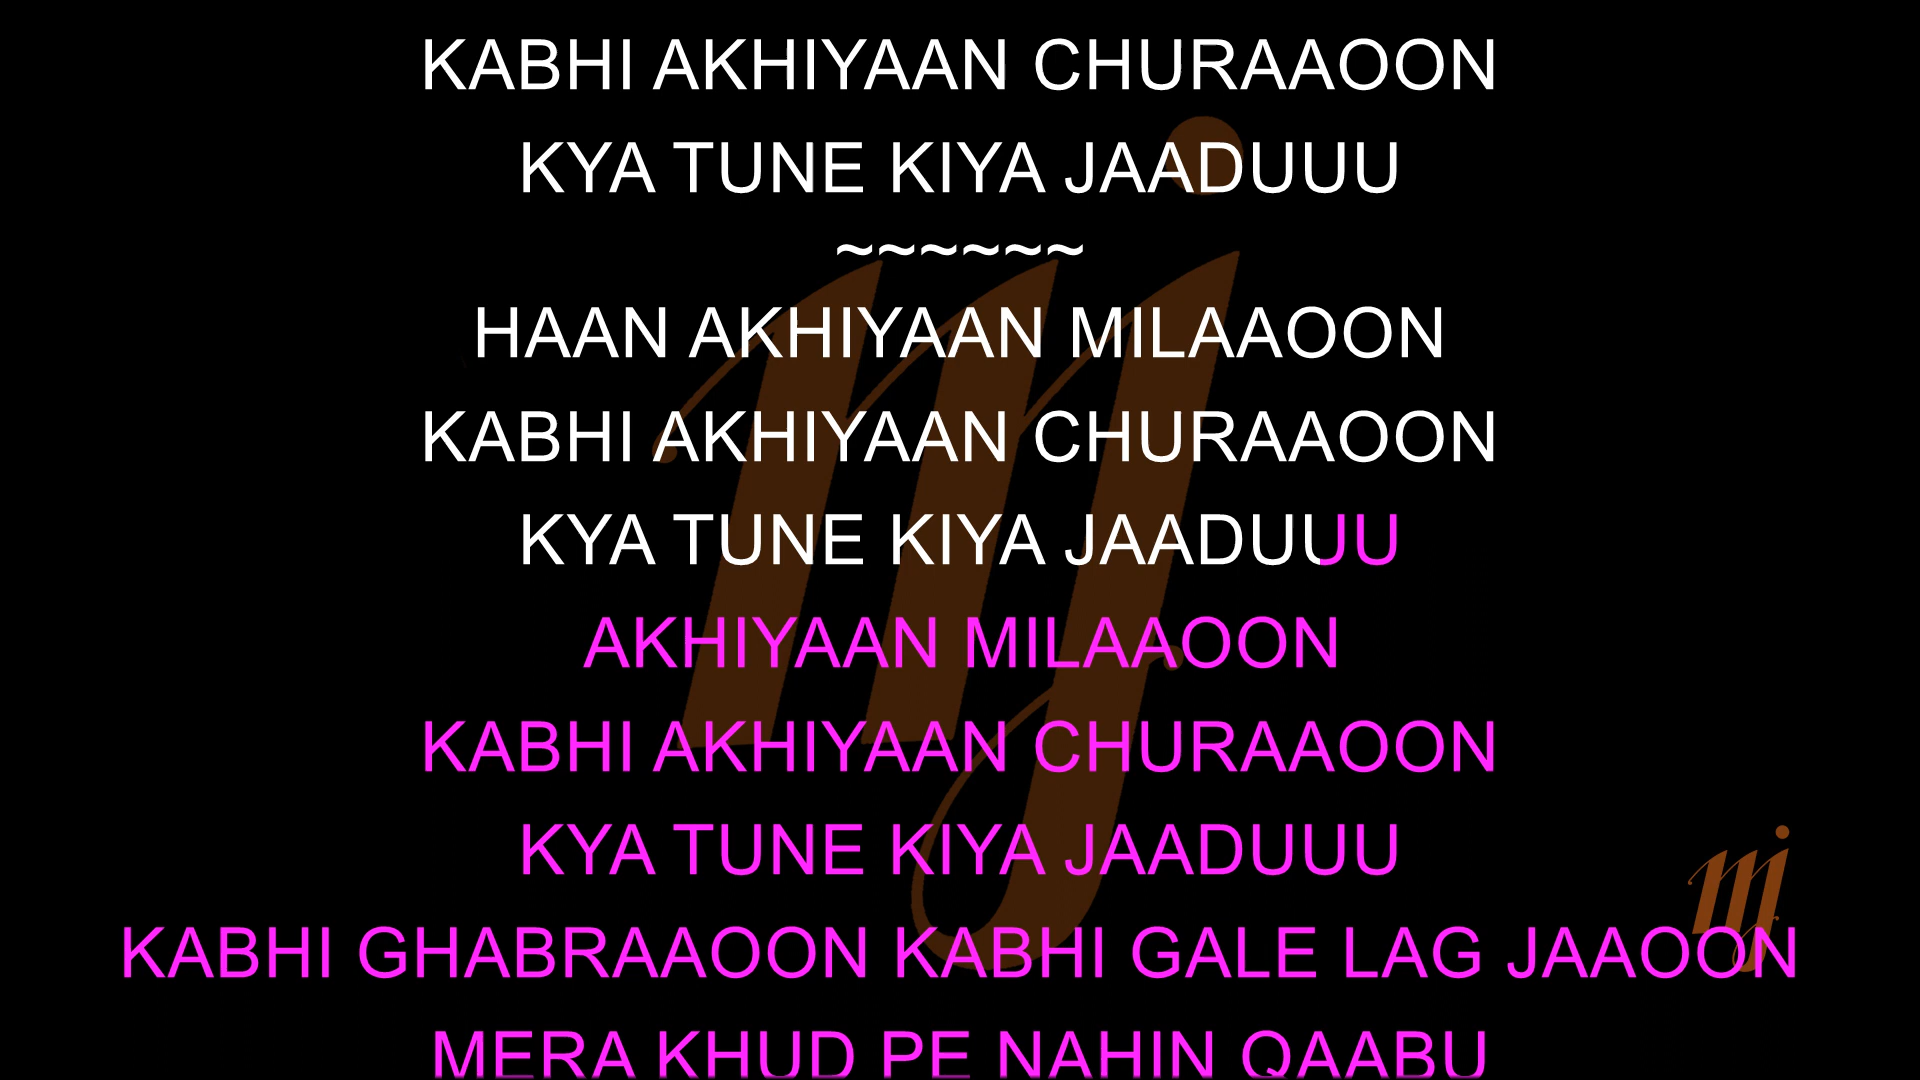 KABHI AKHIYAAN CHURAAOON
KYA TUNE KIYA JAADUUU
~~~~~~
HAAN AKHIYAAN MILAAOON
KABHI AKHIYAAN CHURAAOON
KYA TUNE KIYA JAADUUU
AKHIYAAN MILAAOON
KABHI AKHIYAAN CHURAAOON
KYA TUNE KIYA JAADUUU
mj
KABHI GHABRAAOON KABHI GALE LAG JAAOON
MERA KHUD PE NAHIN QAABU